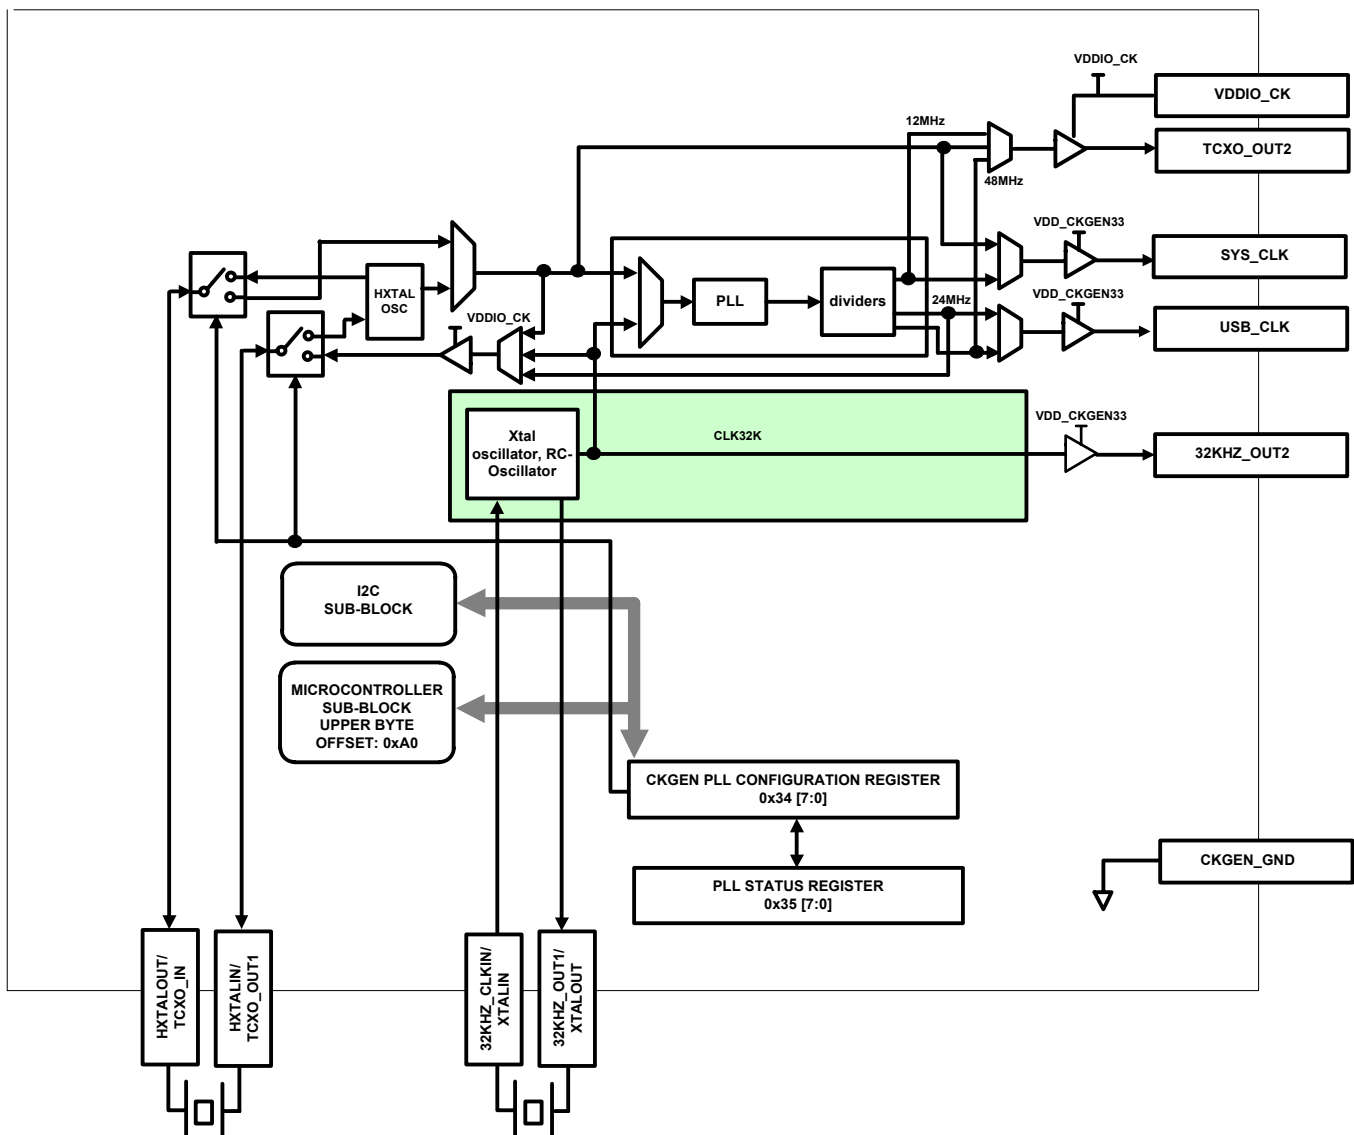 VDDIO_CK
VDDIO_CK
12MHz
TCXO_OUT2
48MHz
VDD_CKGEN33
SYS_CLK
HXTAL
OSC
PLL
dividers
24MHz
VDD_CKGEN33
VDDIO_CK
USB_CLK
Xtal
oscillator, RC-
Oscillator
CLK32K
VDD_CKGEN33
32KHZ_OUT2
I2C
SUB-BLOCK
MICROCONTROLLER
SUB-BLOCK
UPPER BYTE
OFFSET: 0xA0
CKGEN PLL CONFIGURATION REGISTER
0x34 [7:0]
PLL STATUS REGISTER
0x35 [7:0]
CKGEN_GND
HXTALOUT/
TCXO_IN
HXTALIN/
TCXO_OUT1
32KHZ_CLKIN/
XTALIN
32KHZ_OUT1/
XTALOUT